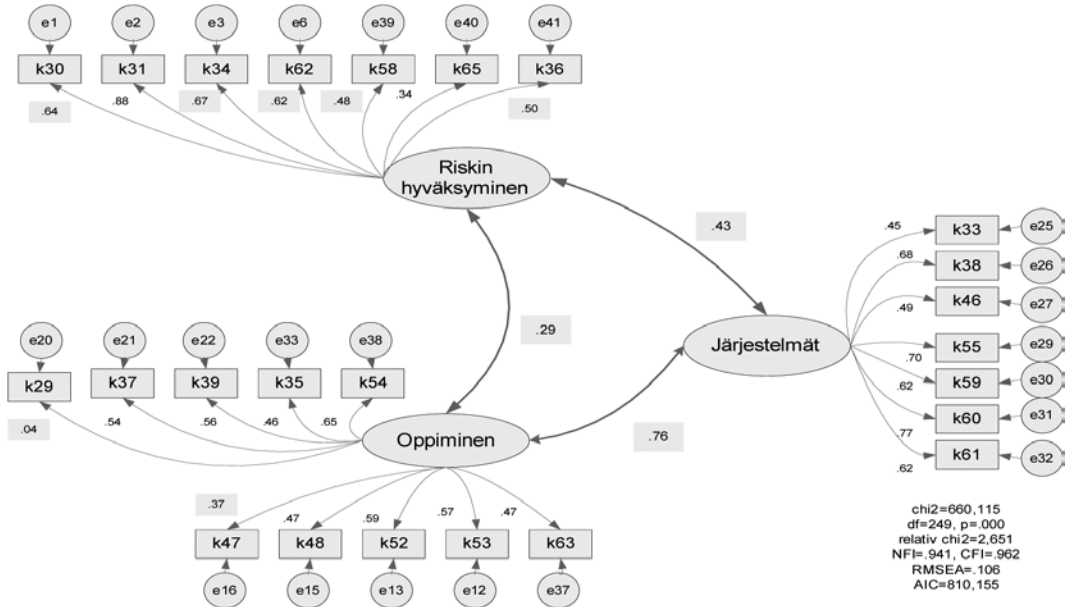 e1 e2 e3 e6 e39 e40 e41
k30 k31 k34 k62 k58 k65 k36
.64 .88 .67 .62 .48 .34 .50
Riskin
hyväksyminen
.43
.29
.76
k33 e25
.45
k38 e26
.68
k46 e27
.49
Järjestelmät
k55 e29
.70
k59 e30
.62
k60 e31
.77
k61 e32
.62
e20 e21 e22 e33 e38
k29 k37 k39 k35 k54
.04 .54 .56 .46 .65
Oppiminen
.37 .47 .59 .57 .47
k47 k48 k52 k53 k63
e16 e15 e13 e12 e37
chi2=660,115
df=249, p=.000
relativ chi2=2,651
NFI=.941, CFI=.962
RMSEA=.106
AIC=810,155